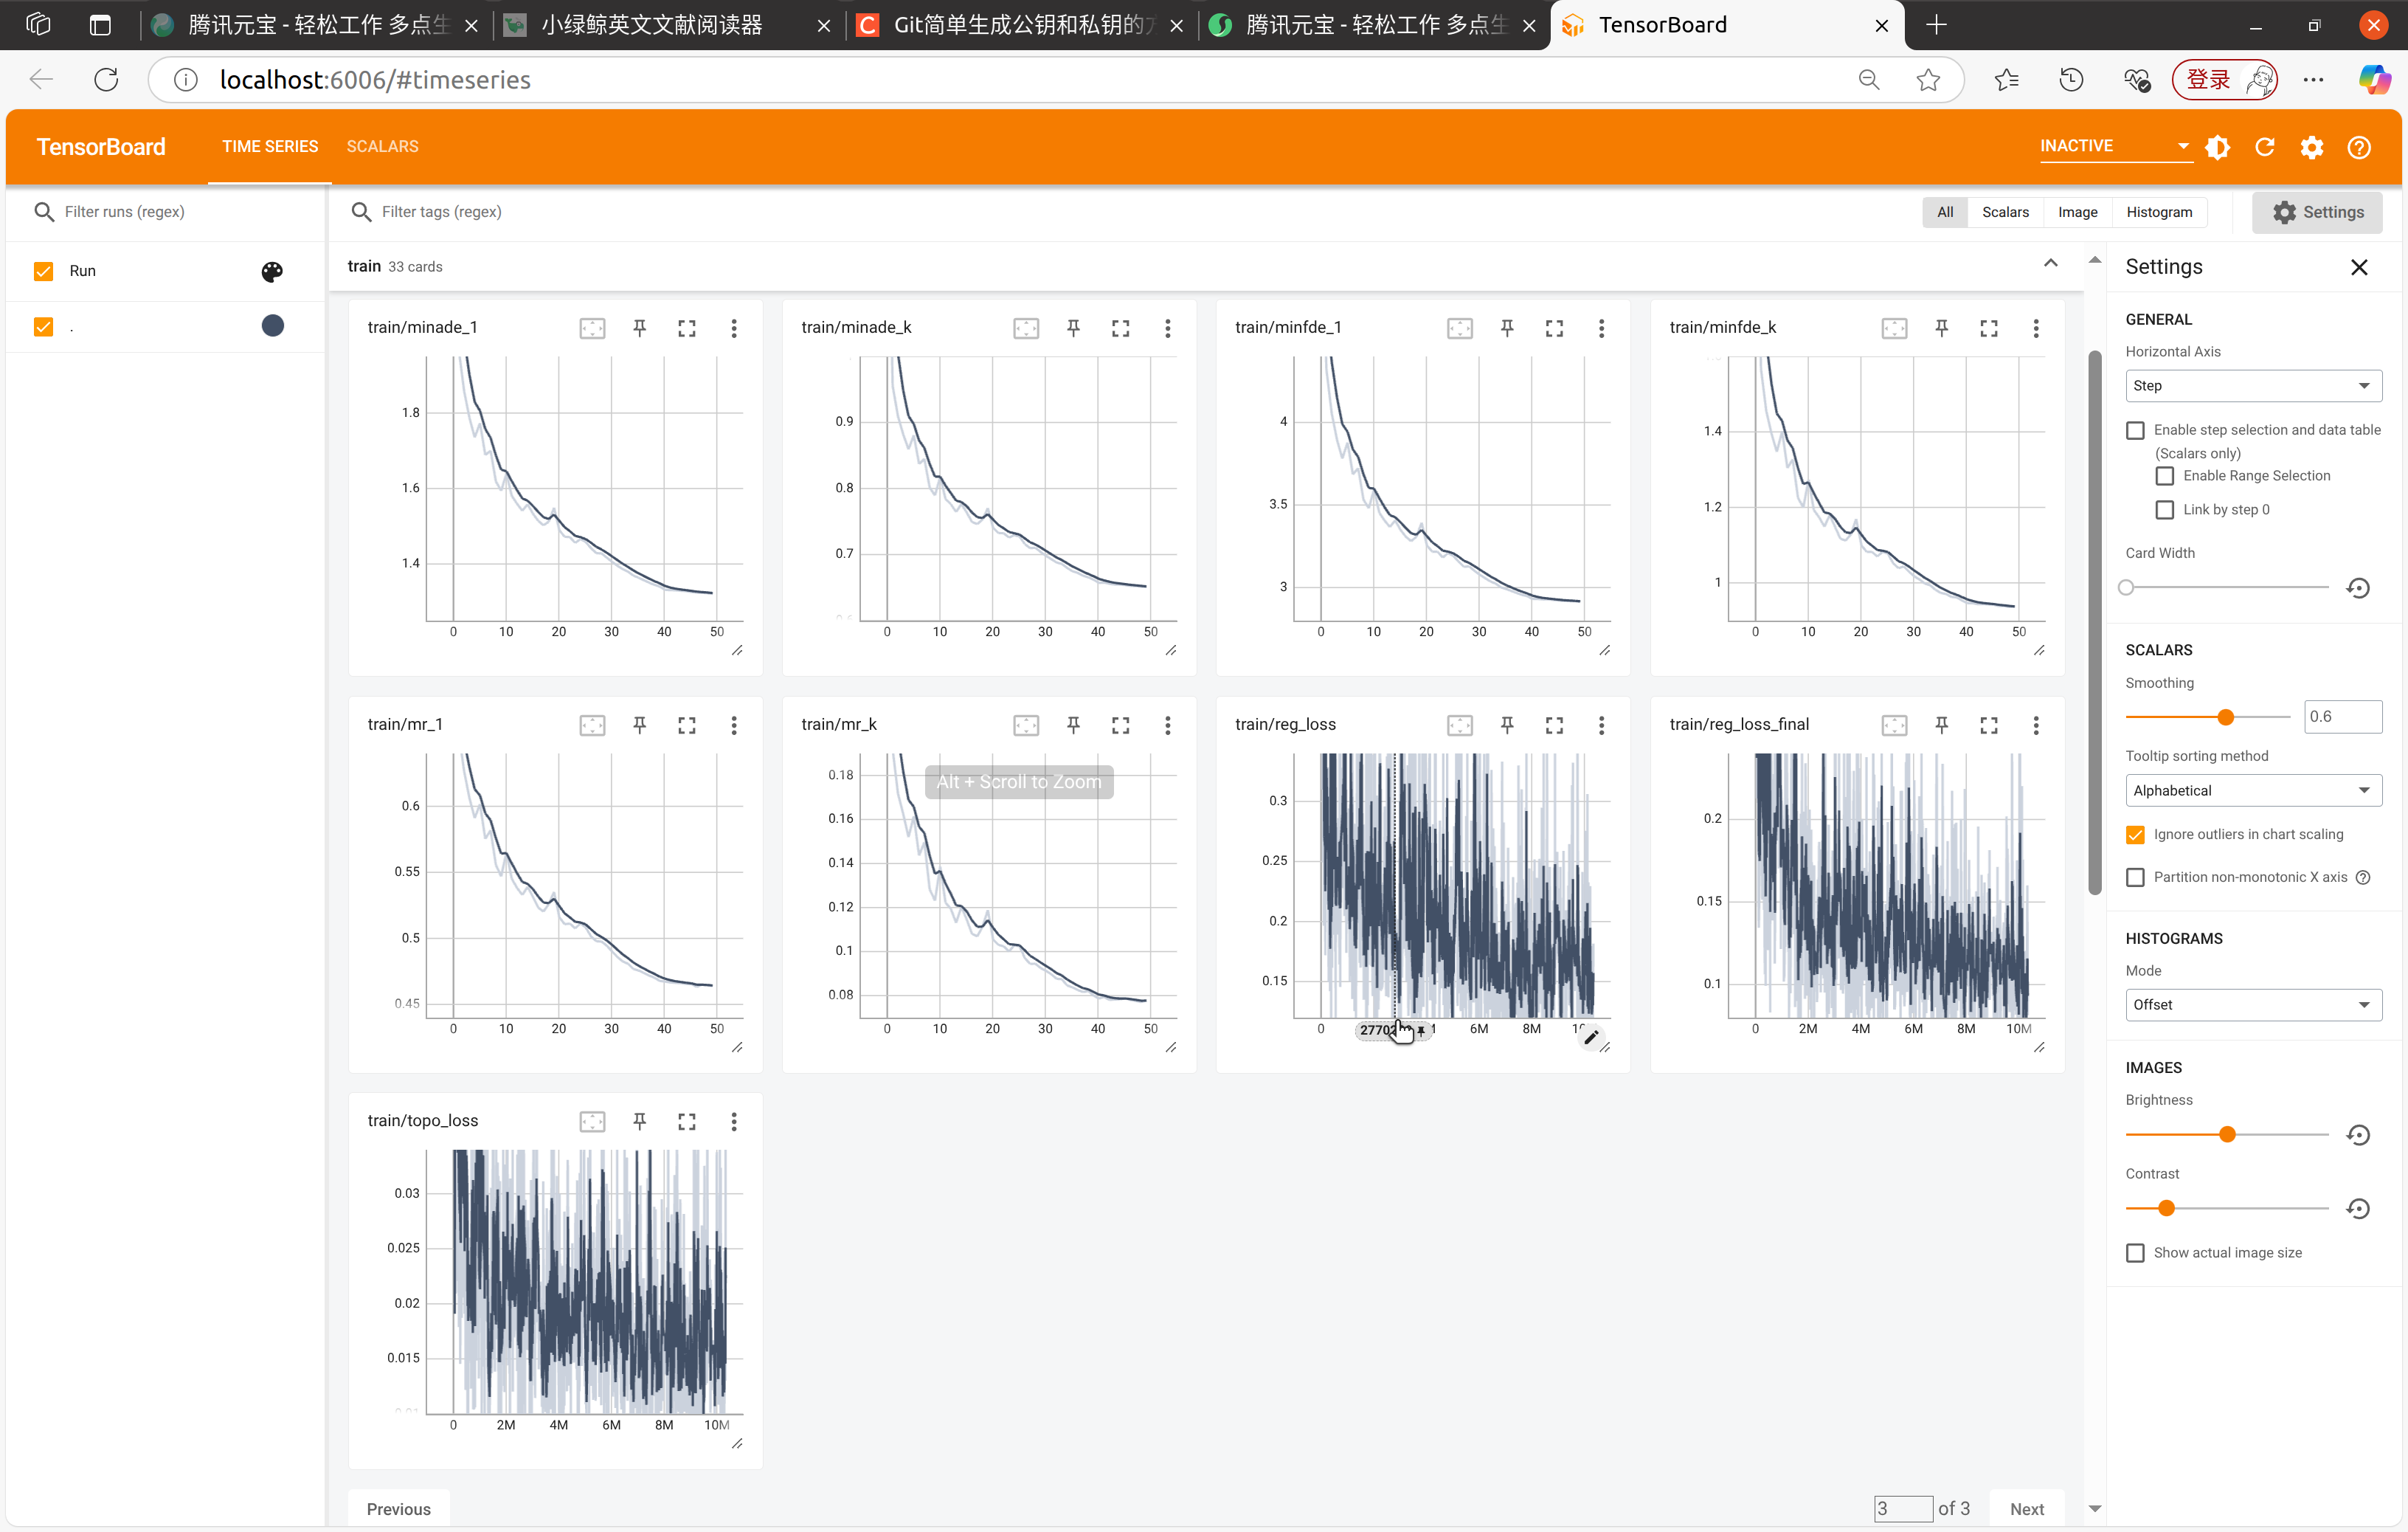 腾讯元宝 - 轻松工作 多点生
小绿鲸英文文献阅读器
Git简单生成公钥和私钥的方
腾讯元宝 - 轻松工作 多点生
TensorBoard
localhost:6006/#timeseries
登录
TensorBoard
TIME SERIES
SCALARS
INACTIVE
Filter runs (regex)
Filter tags (regex)
All
Scalars
Image
Histogram
Settings
Run
.
train 33 cards
train/minade_1
1.8
1.6
1.4
0 10 20 30 40 50
train/minade_k
0.9
0.8
0.7
0.6
0 10 20 30 40 50
train/minfde_1
4
3.5
3
0 10 20 30 40 50
train/minfde_k
1.4
1.2
1
0 10 20 30 40 50
train/mr_1
0.6
0.55
0.5
0.45
0 10 20 30 40 50
train/mr_k
Alt + Scroll to Zoom
0.18
0.16
0.14
0.12
0.1
0.08
0 10 20 30 40 50
train/reg_loss
0.3
0.25
0.2
0.15
0 6M 8M
train/reg_loss_final
0.2
0.15
0.1
0 2M 4M 6M 8M 10M
train/topo_loss
0.03
0.025
0.02
0.015
0.01
0 2M 4M 6M 8M 10M
Previous
3 of 3
Next
Settings
GENERAL
Horizontal Axis
Step
Enable step selection and data table
(Scalars only)
Enable Range Selection
Link by step 0
Card Width
SCALARS
Smoothing
0.6
Tooltip sorting method
Alphabetical
Ignore outliers in chart scaling
Partition non-monotonic X axis
HISTOGRAMS
Mode
Offset
IMAGES
Brightness
Contrast
Show actual image size